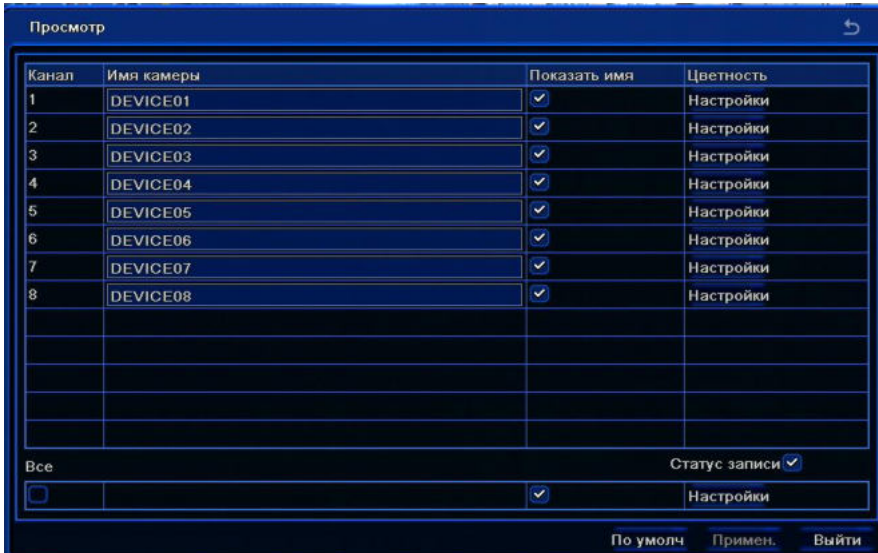 Просмотр
Канал Имя камеры Показать имя Цветность
1 DEVICE01 Настройки
2 DEVICE02 Настройки
3 DEVICE03 Настройки
4 DEVICE04 Настройки
5 DEVICE05 Настройки
6 DEVICE06 Настройки
7 DEVICE07 Настройки
8 DEVICE08 Настройки
Все Статус записи
Настройки
По умолч Примен. Выйти